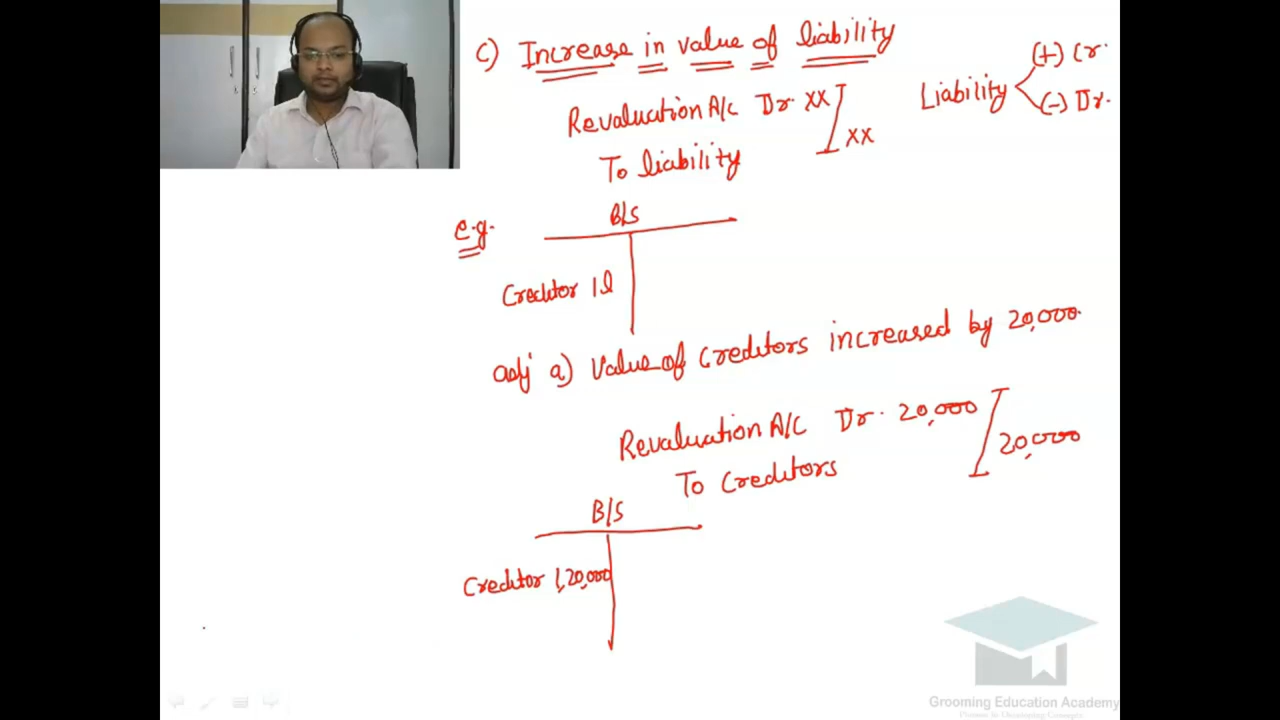 c) Increase in value of liability
Revaluation A/c Dr. xx
To liability xx
Liability (+) Cr.
(-) Dr.
e.g. B/S
Creditor 1l
adj a) Value of Creditors increased by 20,000.
Revaluation A/C Dr. 20,000
To Creditors 20,000
B/S
Creditor 1,20,000
Grooming Education Academy